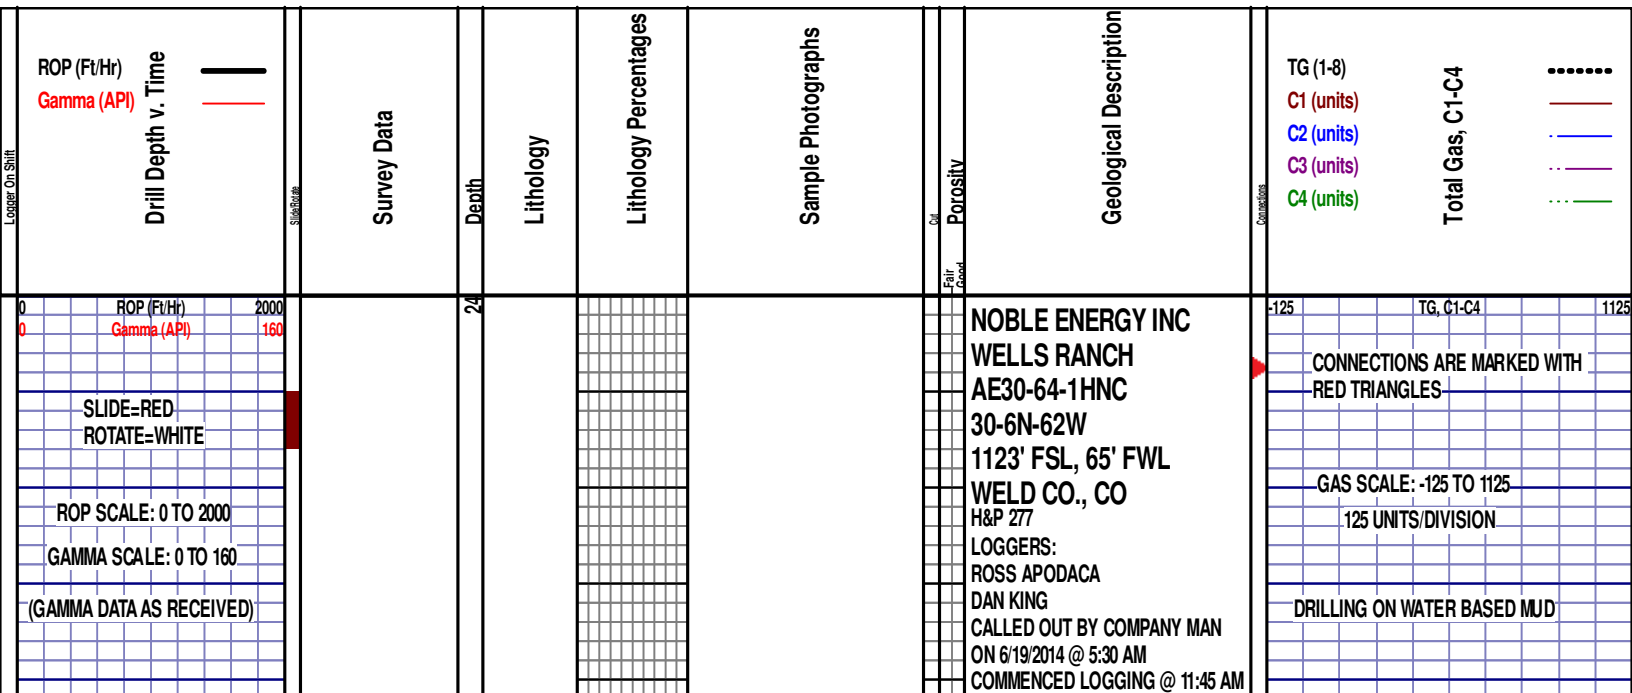 Logger On Shift
ROP (Ft/Hr)
Gamma (API)
Drill Depth v. Time
Slide/Rotate
Survey Data
Depth
Lithology
Lithology Percentages
Sample Photographs
Cut
Porosity
Fair
Good
Geological Description
Connections
TG (1-8)
C1 (units)
C2 (units)
C3 (units)
C4 (units)
Total Gas, C1-C4
0 ROP (Ft/Hr) 2000
0 Gamma (API) 160
SLIDE=RED
ROTATE=WHITE
ROP SCALE: 0 TO 2000
GAMMA SCALE: 0 TO 160
(GAMMA DATA AS RECEIVED)
NOBLE ENERGY INC
WELLS RANCH
AE30-64-1HNC
30-6N-62W
1123' FSL, 65' FWL
WELD CO., CO
H&P 277
LOGGERS:
ROSS APODACA
DAN KING
CALLED OUT BY COMPANY MAN
ON 6/19/2014 @ 5:30 AM
COMMENCED LOGGING @ 11:45 AM
-125 TG, C1-C4 1125
CONNECTIONS ARE MARKED WITH
RED TRIANGLES
GAS SCALE: -125 TO 1125
125 UNITS/DIVISION
DRILLING ON WATER BASED MUD